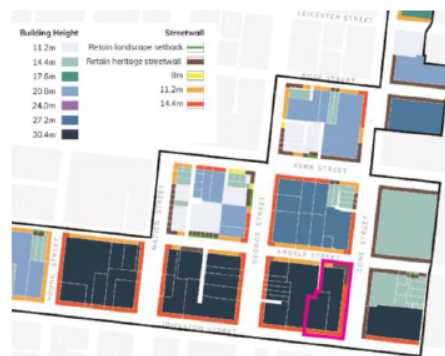 LEICESTER STREET
Building Height
11.2m
14.4m
17.6m
20.8m
24.0m
27.2m
30.4m
Streetwall
Retain landscape setback
Retain heritage streetwall
8m
11.2m
14.4m
ROSE STREET
KERR STREET
NAPIER STREET
GEORGE STREET
GORE STREET
ARGYLE STREET
YOUNG STREET
JOHNSTON STREET